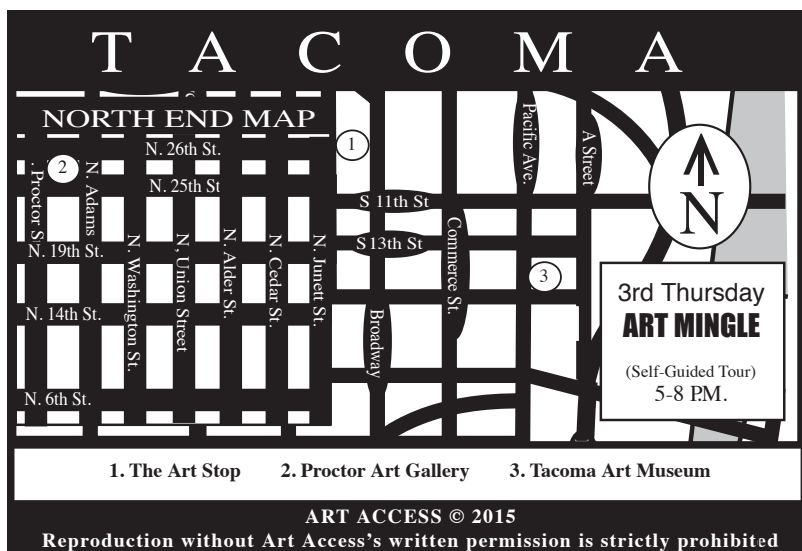 TACOMA
NORTH END MAP
N. 26th St.
N. 25th St
N. 19th St.
N. 14th St.
N. 6th St.
. Proctor S
N. Adams
N. Washington St.
N, Union Street
N. Alder St.
N. Cedar St.
N. Junett St.
1
2
S 11th St
S 13th St
Broadway
Commerce St.
Pacific Ave.
A Street
3
N
3rd Thursday
ART MINGLE
(Self-Guided Tour)
5-8 P.M.
1. The Art Stop 2. Proctor Art Gallery 3. Tacoma Art Museum
ART ACCESS © 2015
Reproduction without Art Access's written permission is strictly prohibited